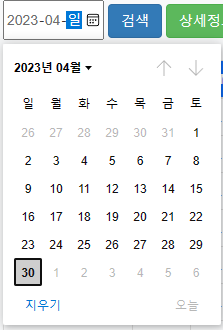 2023-04-일 검색 상세정
2023년 04월
일 월 화 수 목 금 토
26 27 28 29 30 31 1
2 3 4 5 6 7 8
9 10 11 12 13 14 15
16 17 18 19 20 21 22
23 24 25 26 27 28 29
30 1 2 3 4 5 6
지우기 오늘